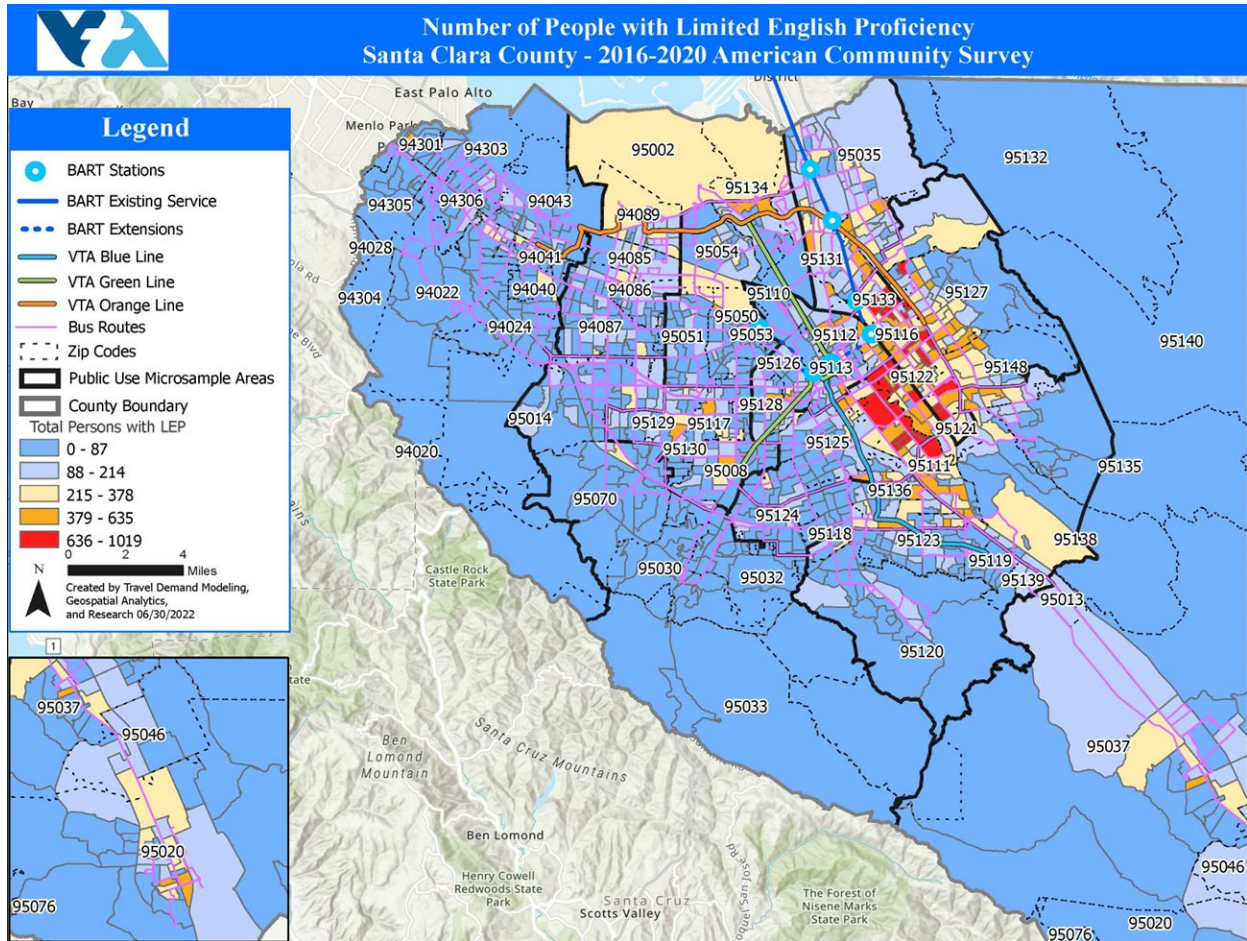 VTA
Number of People with Limited English Proficiency
Santa Clara County - 2016-2020 American Community Survey
Legend
BART Stations
BART Existing Service
BART Extensions
VTA Blue Line
VTA Green Line
VTA Orange Line
Bus Routes
Zip Codes
Public Use Microsample Areas
County Boundary
Total Persons with LEP
0 - 87
88 - 214
215 - 378
379 - 635
636 - 1019
0 2 4
Miles
N
Created by Travel Demand Modeling,
Geospatial Analytics,
and Research 06/30/2022
1
Bay
East Palo Alto
Menlo Park
District
94301
94303
95002
95035
95132
95134
94305
94306
94043
94089
94028
94041
94085
95054
95131
95127
94304
94022
94040
94086
95110
95133
95140
94024
94087
95050
95053
95051
95112
95116
95126
95113
95122
95148
95014
95129
95117
95128
95125
95121
95130
94020
95008
95111
95135
95070
95136
95124
95118
95123
95138
95030
95032
95119
95139
95013
95120
95033
95037
95046
95020
95076
Castle Rock
State Park
Santa Cruz Mountains
Ben
Lomond
Mountain
Ben Lomond
Henry Cowell
Redwoods State
Park
Santa Cruz
Scotts Valley
The Forest of
Nisene Marks
State Park
95037
95046
95020
95076